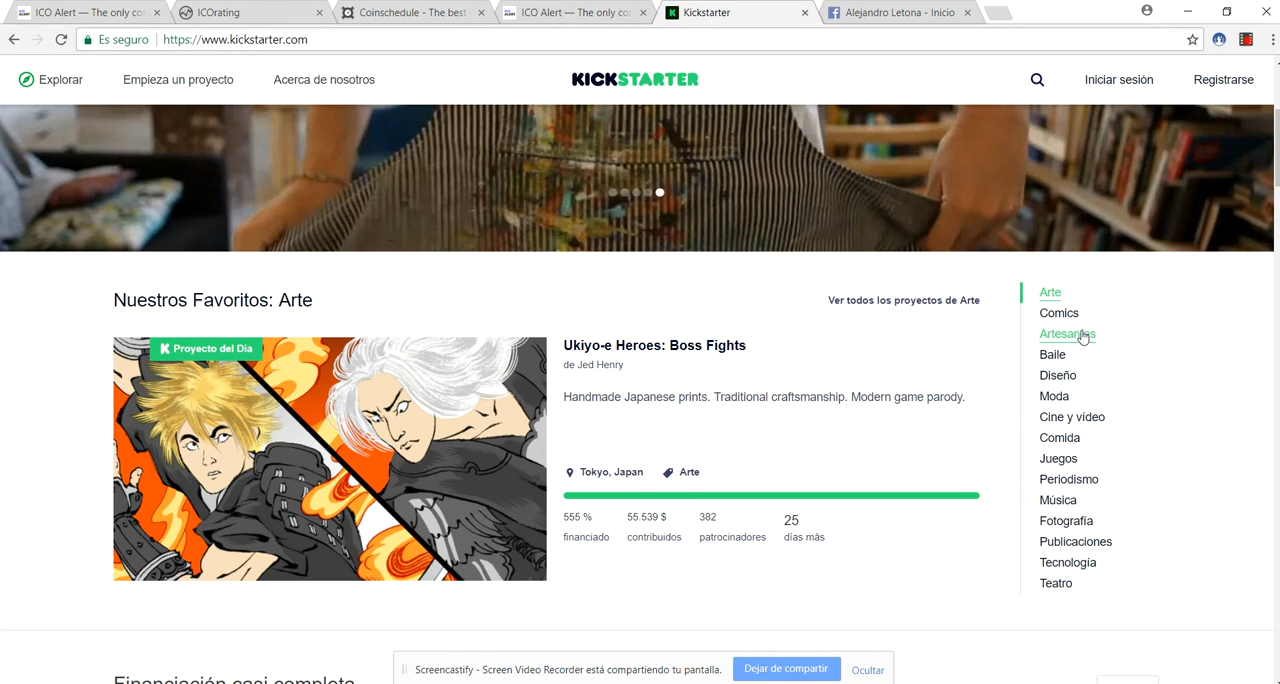 ICO Alert — The only co
ICOrating
Coinschedule - The best
ICO Alert — The only co
Kickstarter
Alejandro Letona - Inicio
Es seguro
https://www.kickstarter.com
Explorar
Empieza un proyecto
Acerca de nosotros
KICKSTARTER
Iniciar sesión
Registrarse
Nuestros Favoritos: Arte
Ver todos los proyectos de Arte
Proyecto del Día
Ukiyo-e Heroes: Boss Fights
de Jed Henry
Handmade Japanese prints. Traditional craftsmanship. Modern game parody.
Tokyo, Japan
Arte
555 %
financiado
55.539 $
contribuidos
382
patrocinadores
25
días más
Arte
Comics
Artesanías
Baile
Diseño
Moda
Cine y vídeo
Comida
Juegos
Periodismo
Música
Fotografía
Publicaciones
Tecnología
Teatro
Financiación casi completa
Screencastify - Screen Video Recorder está compartiendo tu pantalla.
Dejar de compartir
Ocultar